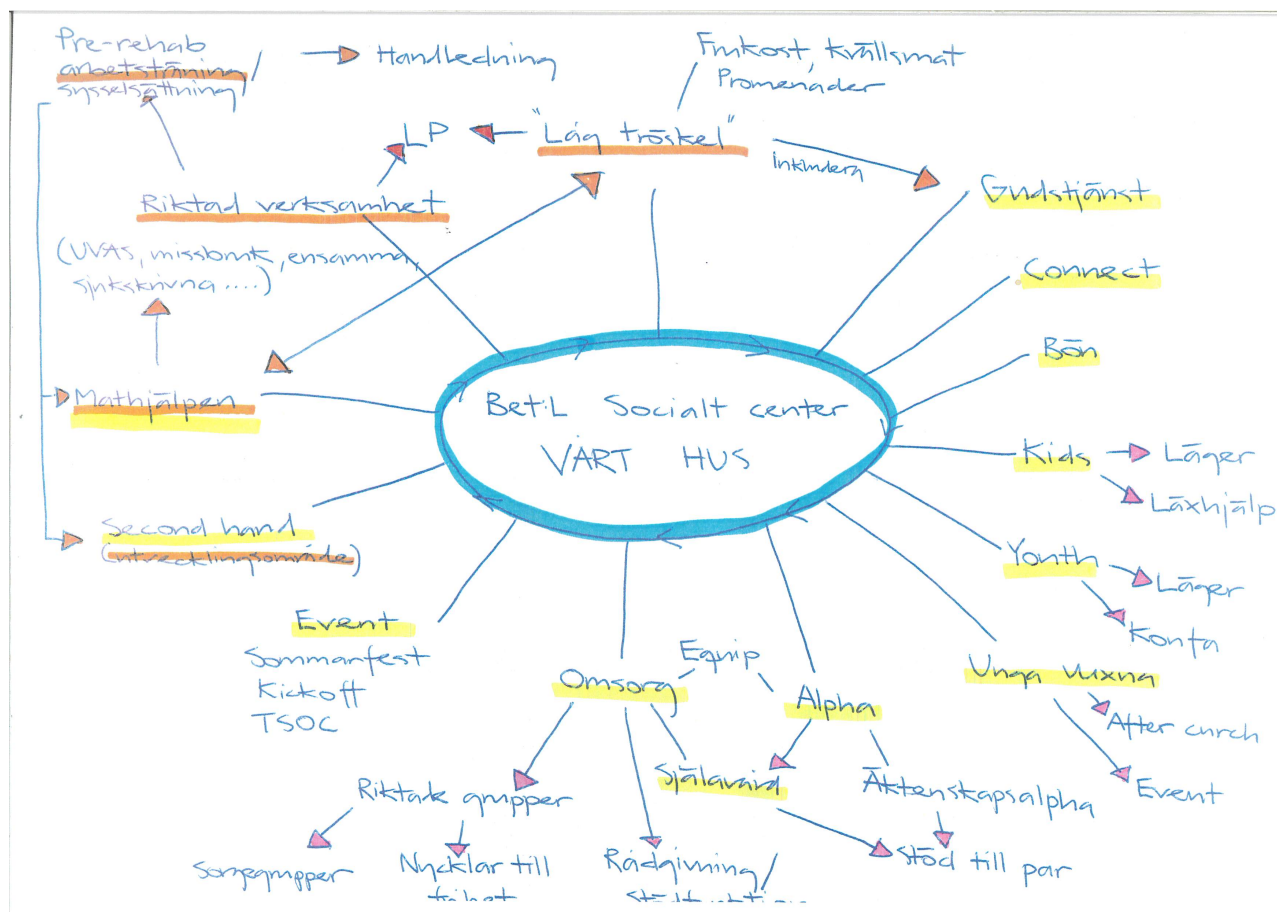 Pre-rehab
arbetsträning/
sysselsättning
Handledning
Frukost, kvällsmat
Promenader
LP
"Låg tröskel"
inkludera
Riktad verksamhet
Gudstjänst
(UVAS, missbruk, ensamma,
sjukskrivna ....)
Connect
Bön
Mathjälpen
BetiL Socialt center
VÅRT HUS
Kids
Läger
Läxhjälp
Second hand
(utvecklingsområde)
Youth
Läger
Konfa
Event
Sommarfest
Kickoff
TSOC
Equip
Omsorg
Alpha
Unga vuxna
After curch
Event
Själavård
Äktenskapsalpha
Riktade grupper
Sorgegrupper
Nycklar till
frihet
Rådgivning/
Stöd till par